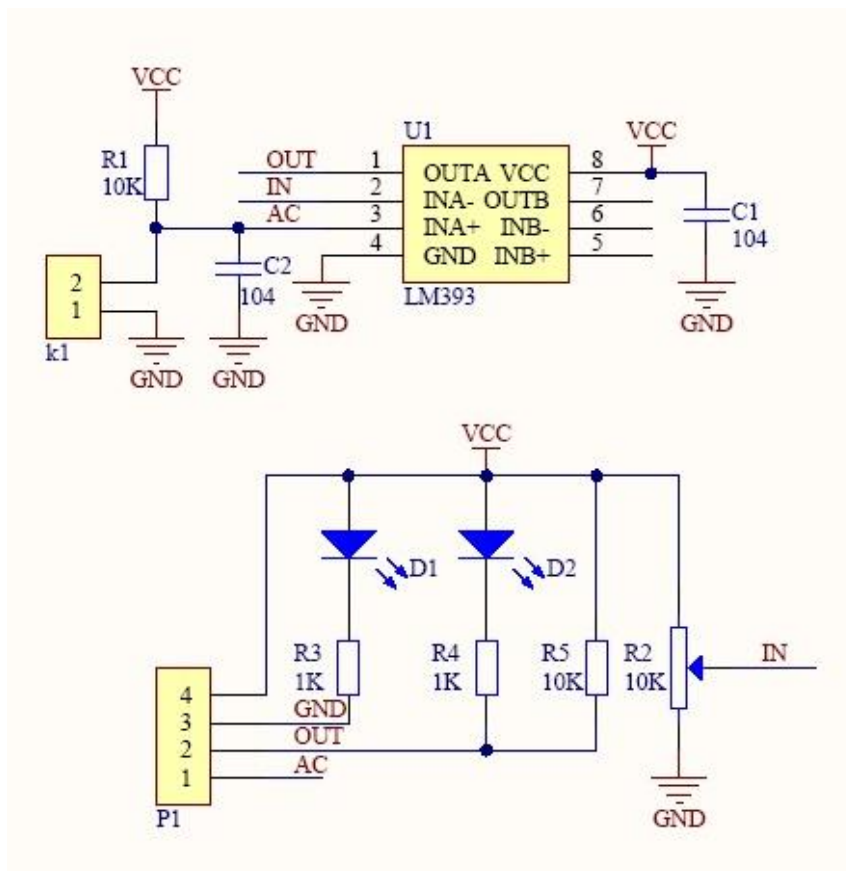 VCC
R1
10K
k1
2
1
GND
C2
104
GND
OUT
IN
AC
1
2
3
4
U1
OUTA VCC
INA- OUTB
INA+ INB-
GND INB+
LM393
GND
8
7
6
5
VCC
C1
104
GND
VCC
D1
D2
R3
1K
R4
1K
R5
10K
R2
10K
IN
GND
4
3
2
1
P1
GND
OUT
AC